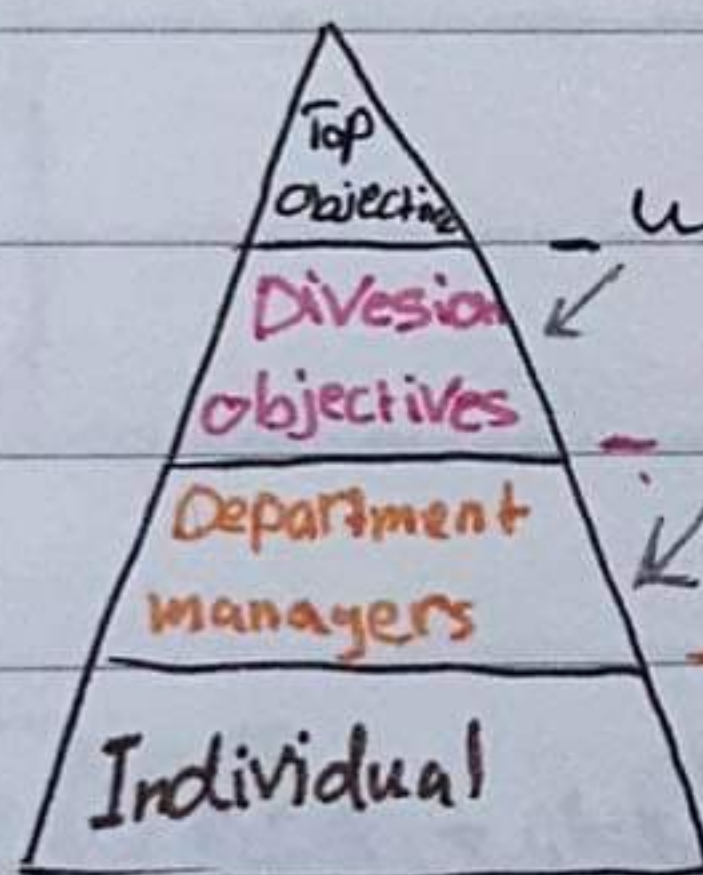 Top
Objective
Divesion
objectives
Department
managers
Individual